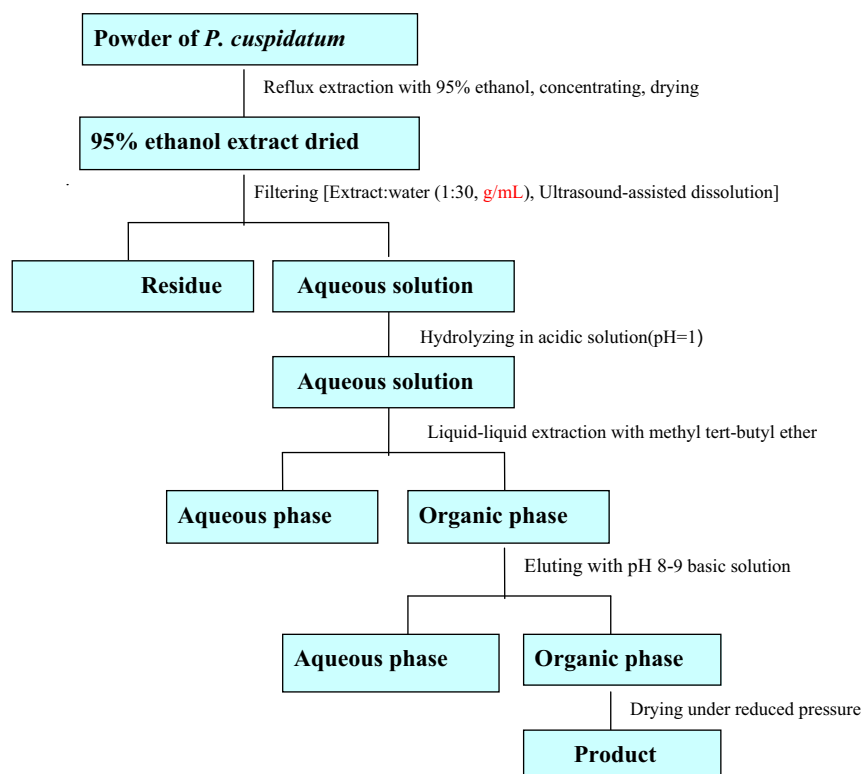 Powder of P. cuspidatum
Reflux extraction with 95% ethanol, concentrating, drying
95% ethanol extract dried
Filtering [Extract:water (1:30, g/mL), Ultrasound-assisted dissolution]
Residue
Aqueous solution
Hydrolyzing in acidic solution(pH=1)
Aqueous solution
Liquid-liquid extraction with methyl tert-butyl ether
Aqueous phase
Organic phase
Eluting with pH 8-9 basic solution
Aqueous phase
Organic phase
Drying under reduced pressure
Product